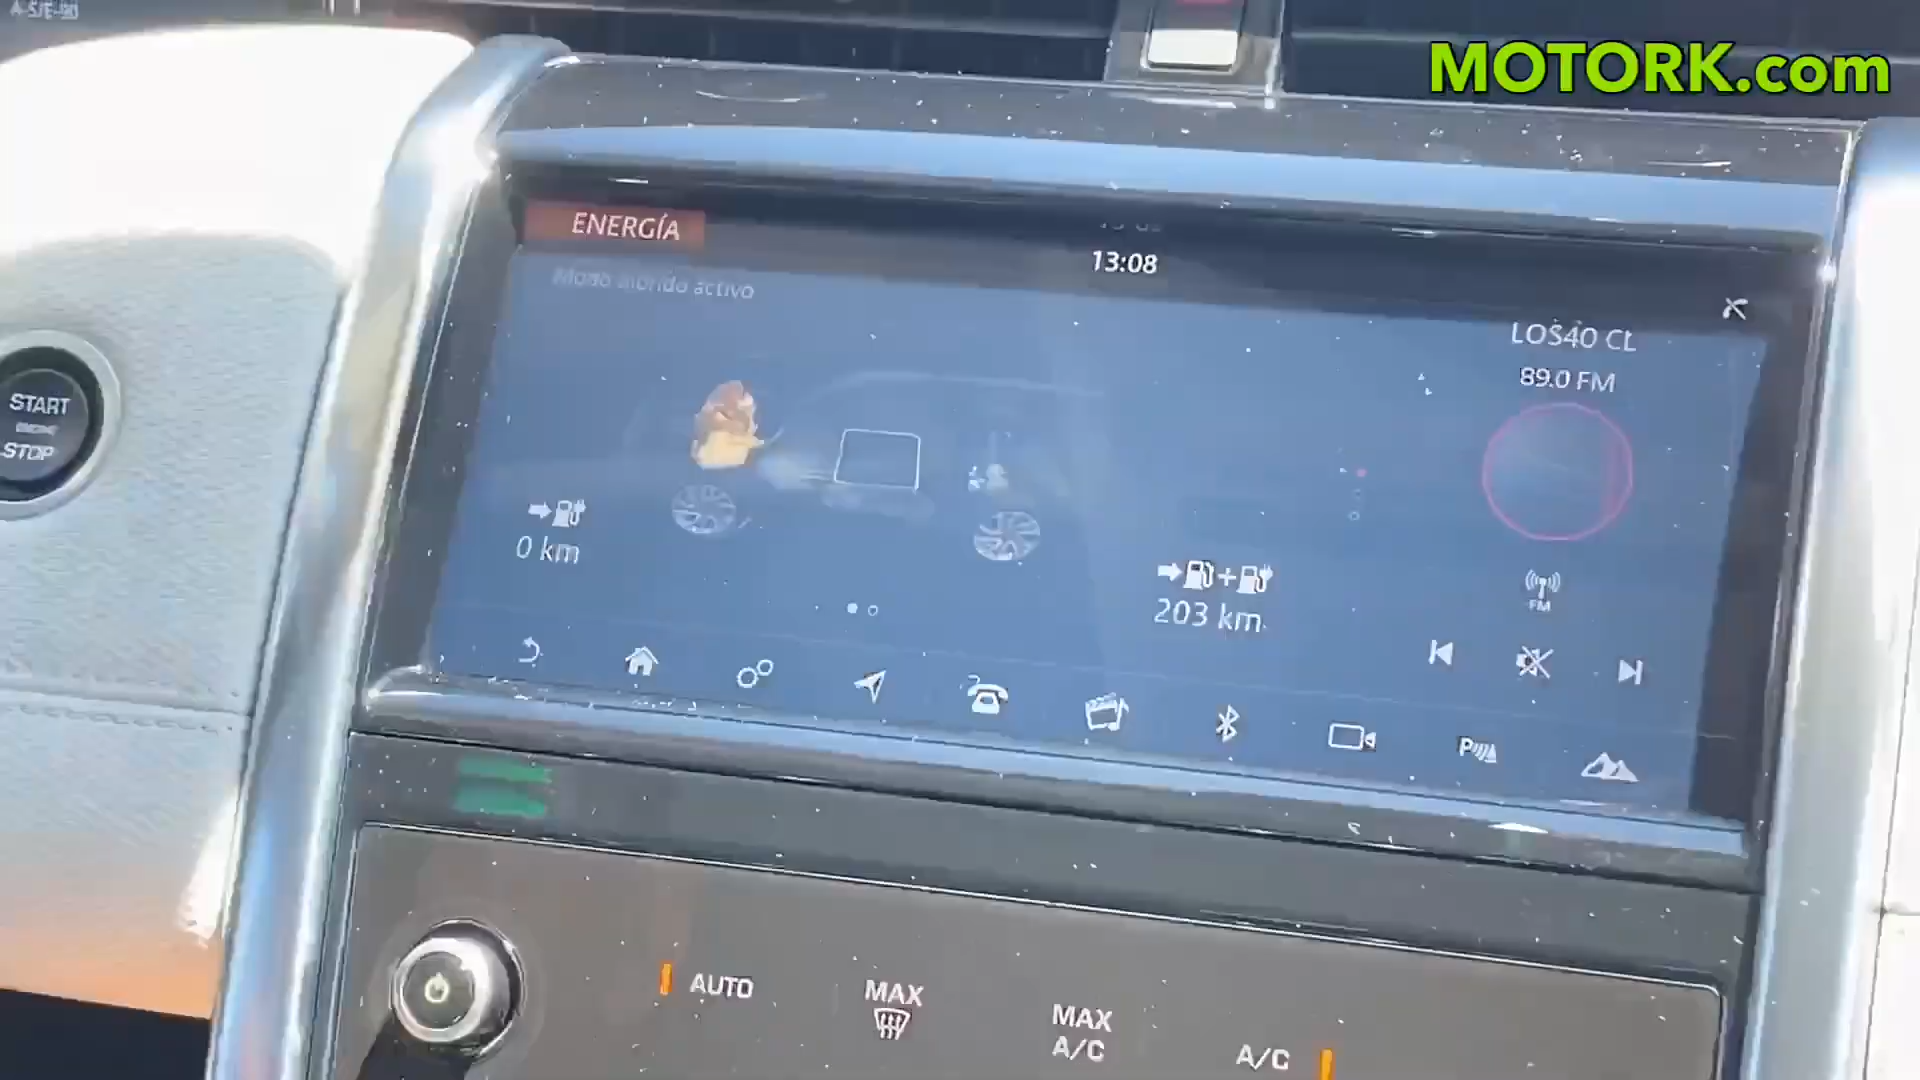 MOTORK.com
ENERGÍA
13:08
Modo híbrido activo
LOS40 CL
89.0 FM
START
ENGINE
STOP
0 km
203 km
FM
AUTO
MAX
MAX
A/C
A/C